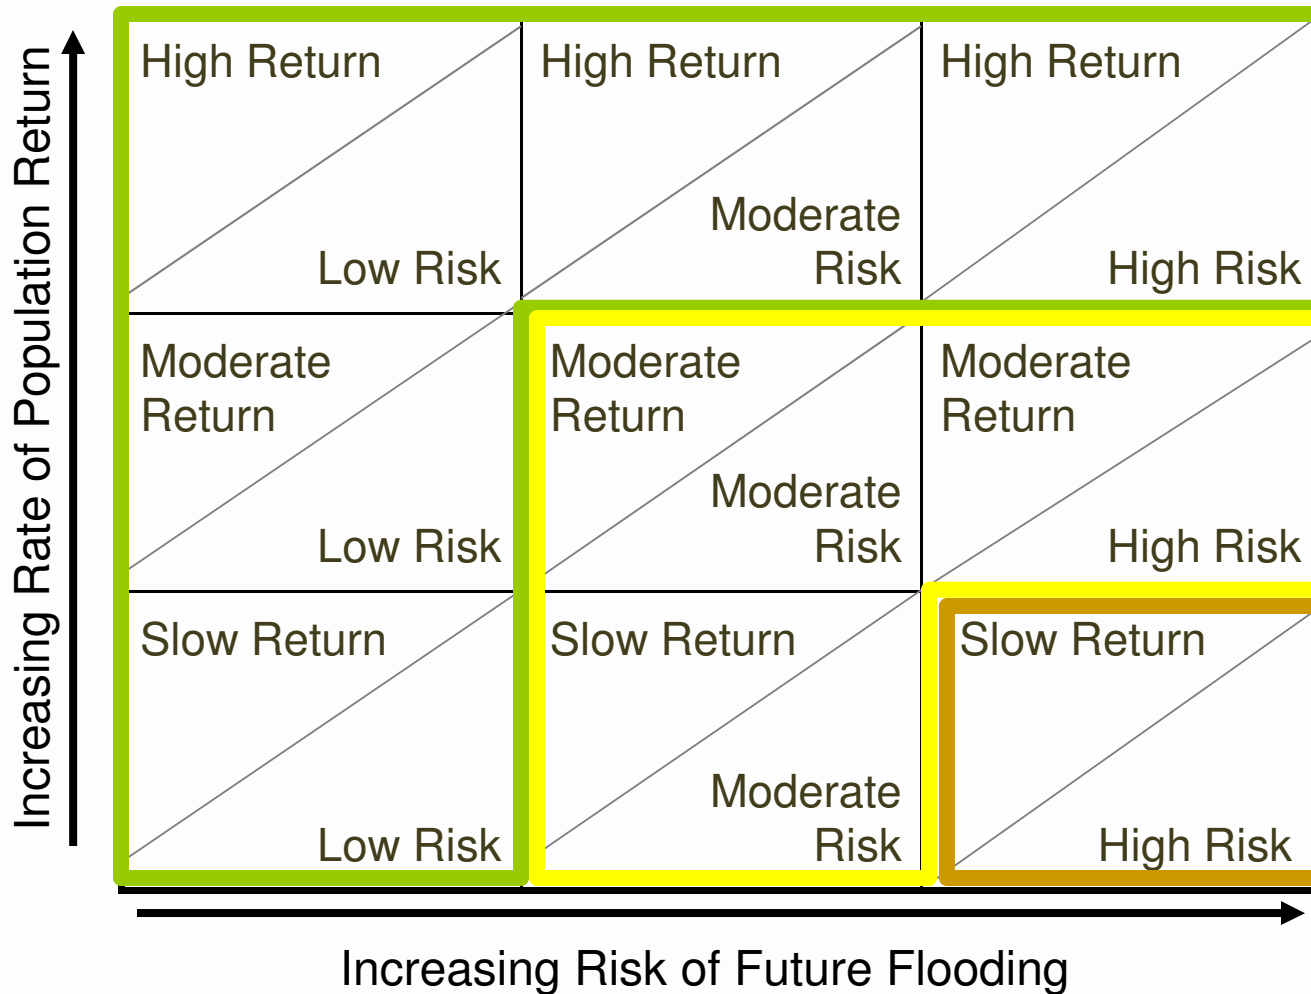 Increasing Rate of Population Return
High Return
Low Risk
High Return
Moderate
Risk
High Return
High Risk
Moderate
Return
Low Risk
Moderate
Return
Moderate
Risk
Moderate
Return
High Risk
Slow Return
Low Risk
Slow Return
Moderate
Risk
Slow Return
High Risk
Increasing Risk of Future Flooding